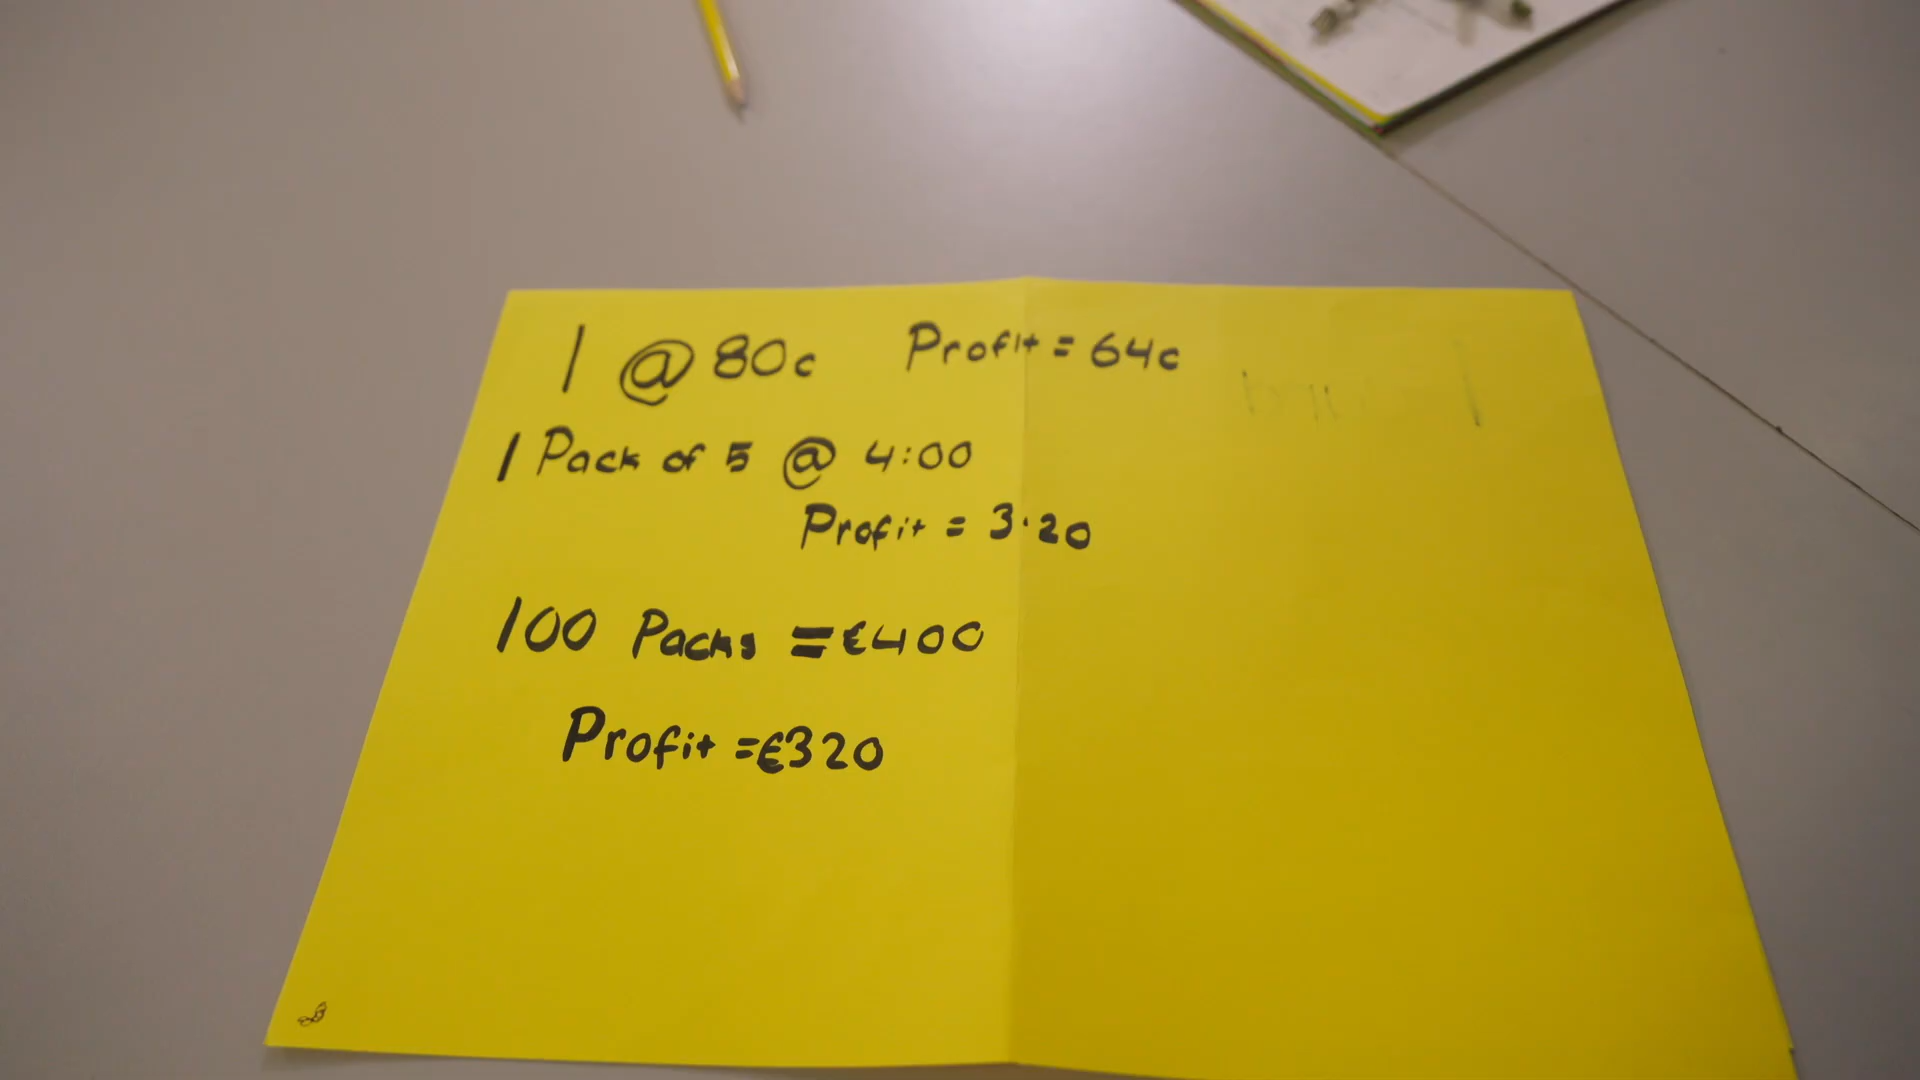 1 @ 80c Profit = 64c
1 Pack of 5 @ 4:00
Profit = 3.20
100 Packs = €400
Profit = €320